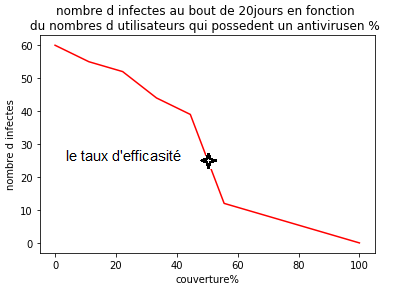 nombre d infectes au bout de 20jours en fonction
du nombres d utilisateurs qui possedent un antivirusen %
60
50
40
30
20
10
0
nombre d infectes
le taux d'efficasité
0 20 40 60 80 100
couverture%